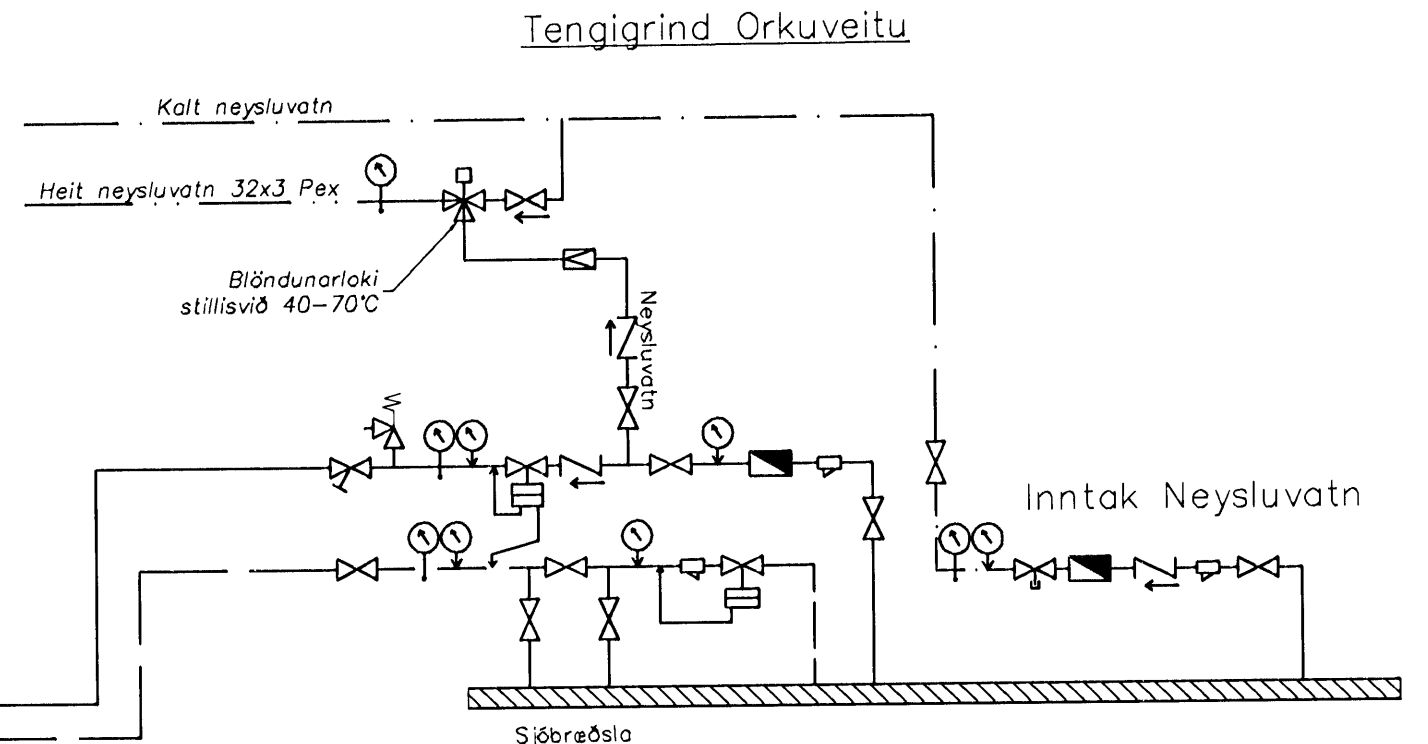 Tengigrind Orkuveitu
Kalt neysluvatn
Heit neysluvatn 32x3 Pex
Blöndunarloki
stillisvið 40-70°C
Neysluvatn
Inntak Neysluvatn
Sjóbræðsla